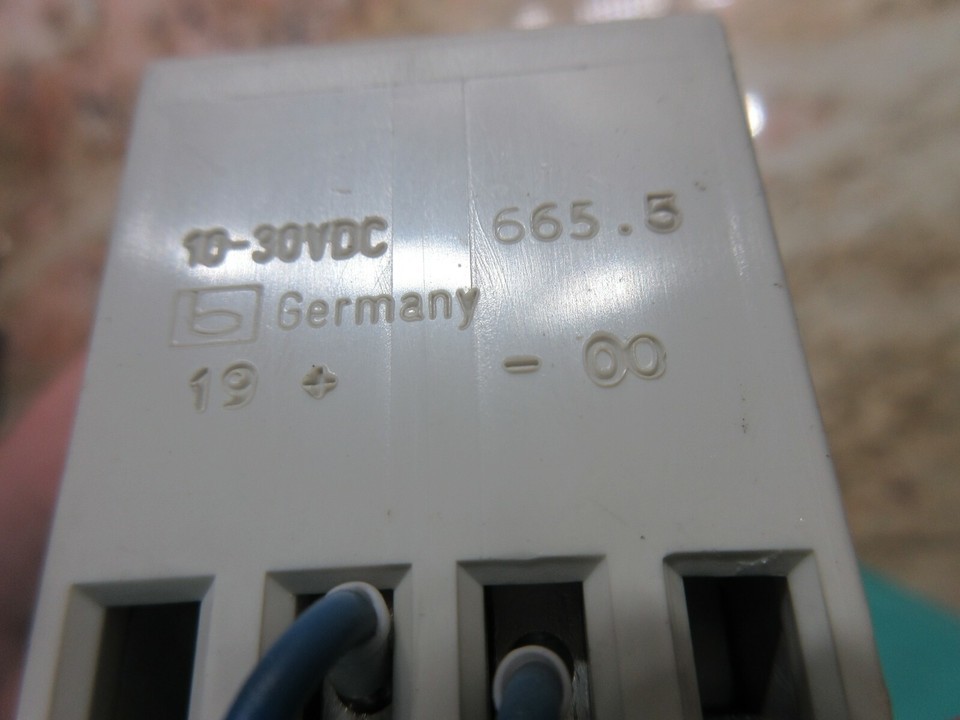 10-30VDC 665.5
b Germany
19 + - 00